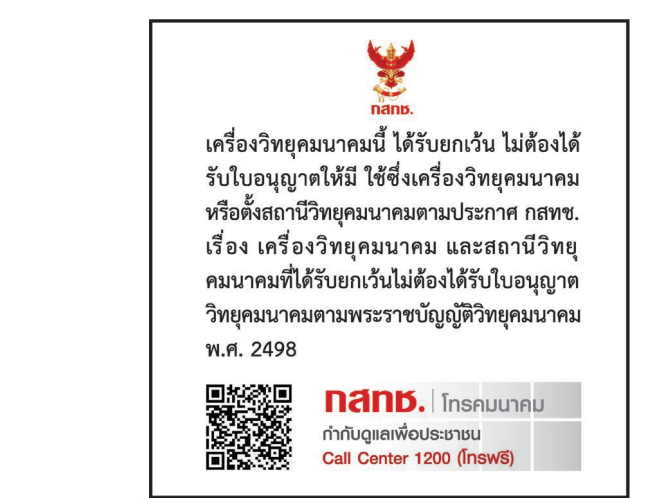 กสทช.
เครื่องวิทยุคมนาคมนี้ ได้รับยกเว้น ไม่ต้องได้
รับใบอนุญาตให้มี ใช้ซึ่งเครื่องวิทยุคมนาคม
หรือตั้งสถานีวิทยุคมนาคมตามประกาศ กสทช.
เรื่อง เครื่องวิทยุคมนาคม และสถานีวิทยุ
คมนาคมที่ได้รับยกเว้นไม่ต้องได้รับใบอนุญาต
วิทยุคมนาคมตามพระราชบัญญัติวิทยุคมนาคม
พ.ศ. 2498
กสทช. | โทรคมนาคม
กำกับดูแลเพื่อประชาชน
Call Center 1200 (โทรฟรี)